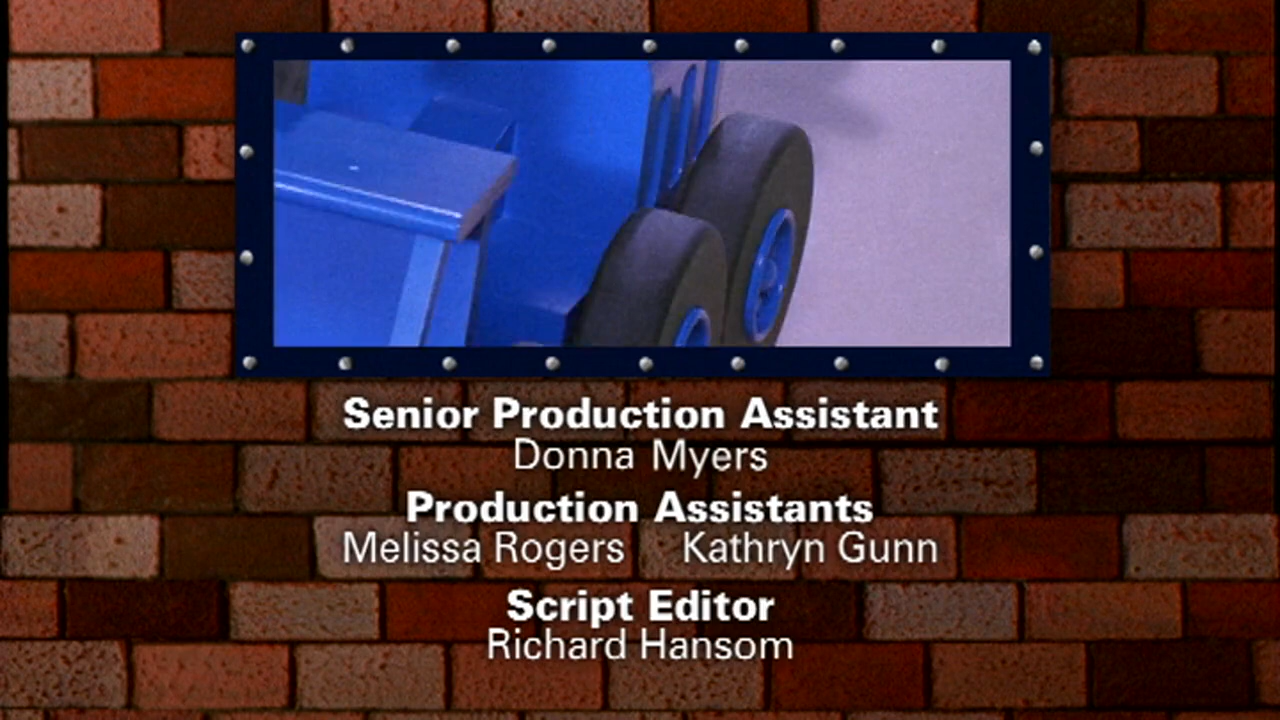 Senior Production Assistant
Donna Myers
Production Assistants
Melissa Rogers Kathryn Gunn
Script Editor
Richard Hansom